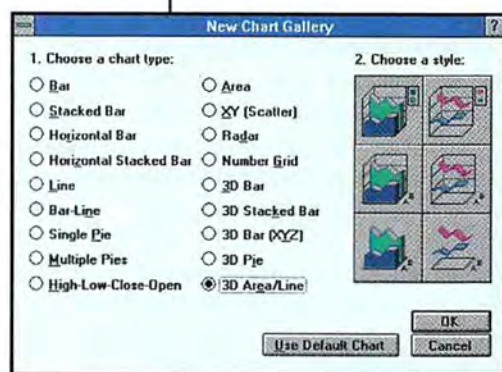 New Chart Gallery ?
1. Choose a chart type:
Bar
Stacked Bar
Horizontal Bar
Horizontal Stacked Bar
Line
Bar-Line
Single Pie
Multiple Pies
High-Low-Close-Open
Area
XY (Scatter)
Radar
Number Grid
3D Bar
3D Stacked Bar
3D Bar (XYZ)
3D Pie
3D Area/Line
2. Choose a style:
OK
Use Default Chart Cancel